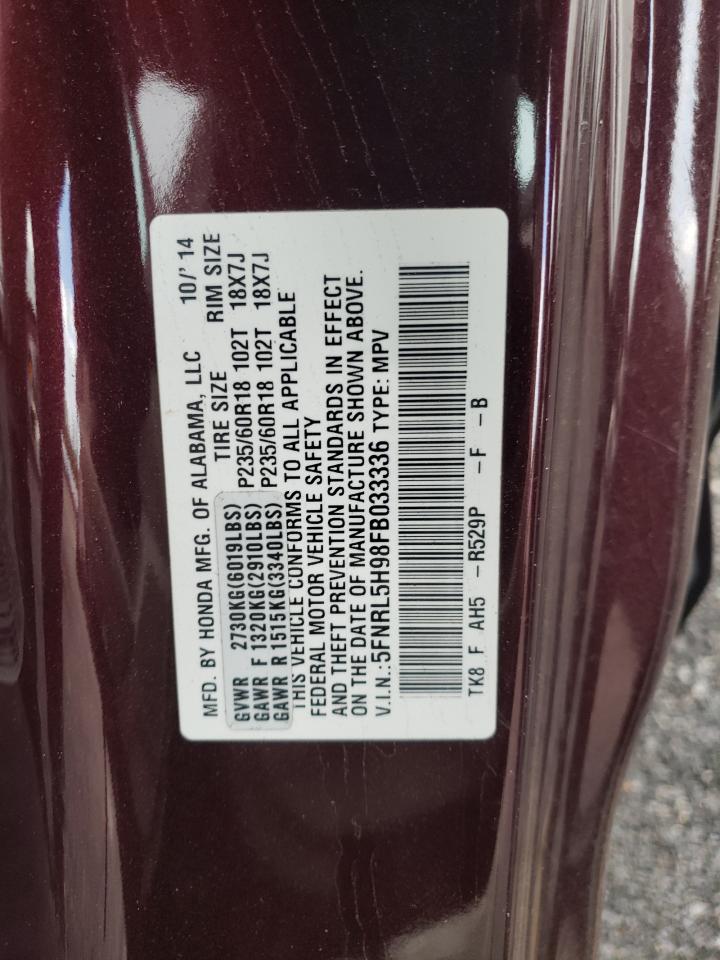 MFD. BY HONDA MFG. OF ALABAMA, LLC 10/'14
TIRE SIZE RIM SIZE
GVWR 2730KG(6019LBS)
GAWR F 1320KG(2910LBS) P235/60R18 102T 18X7J
GAWR R 1515KG(3340LBS) P235/60R18 102T 18X7J
THIS VEHICLE CONFORMS TO ALL APPLICABLE
FEDERAL MOTOR VEHICLE SAFETY
AND THEFT PREVENTION STANDARDS IN EFFECT
ON THE DATE OF MANUFACTURE SHOWN ABOVE.
V.I.N.: 5FNRL5H98FB033336 TYPE: MPV
TK8 F AH5 -R529P -F -B